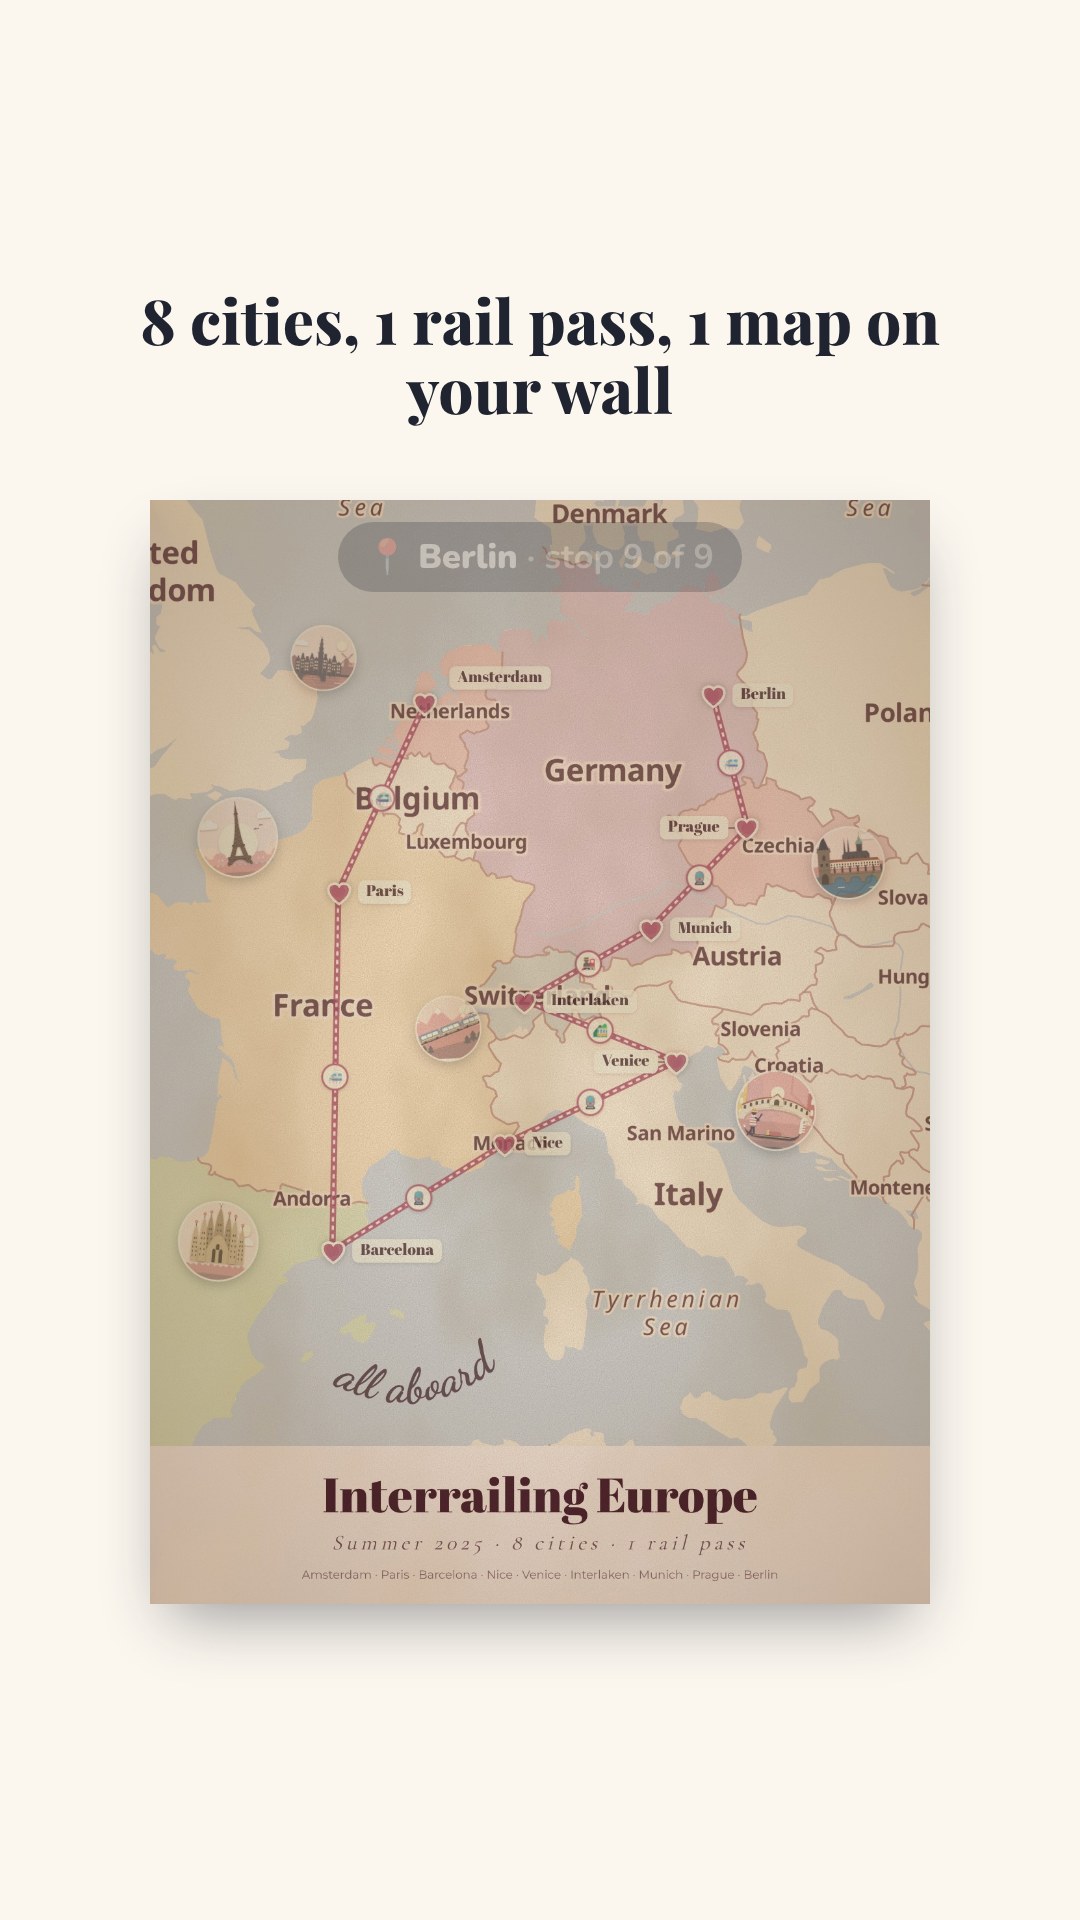 8 cities, 1 rail pass, 1 map on
your wall
Sea
Denmark
Sea
ted
dom
Berlin · stop 9 of 9
Amsterdam
Netherlands
Berlin
Polan
Germany
Belgium
Prague
Czechia
Luxembourg
Paris
Slova
Munich
Austria
Hung
Switzerland
Interlaken
France
Slovenia
Venice
Croatia
San Marino
Nice
Montene
Italy
Andorra
Barcelona
Tyrrhenian
Sea
all aboard
Interrailing Europe
Summer 2025 · 8 cities · 1 rail pass
Amsterdam · Paris · Barcelona · Nice · Venice · Interlaken · Munich · Prague · Berlin